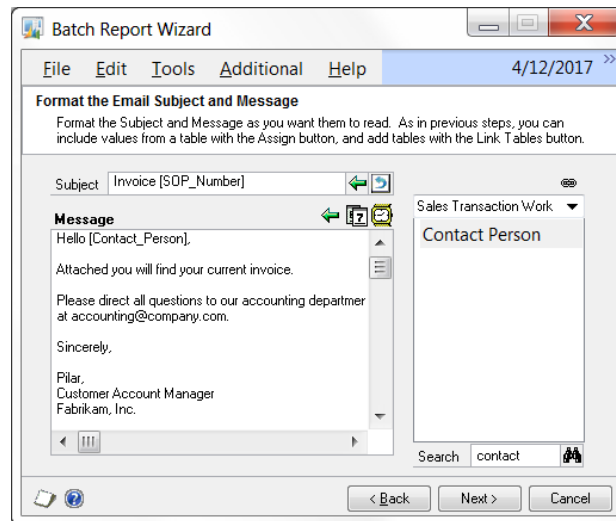 Batch Report Wizard
File Edit Tools Additional Help 4/12/2017
Format the Email Subject and Message
Format the Subject and Message as you want them to read. As in previous steps, you can
include values from a table with the Assign button, and add tables with the Link Tables button.
Subject Invoice [SOP_Number]
Message
Sales Transaction Work
Hello [Contact_Person],
Contact Person
Attached you will find your current invoice.
Please direct all questions to our accounting departmer
at accounting@company.com.
Sincerely,
Pilar,
Customer Account Manager
Fabrikam, Inc.
Search contact
< Back Next > Cancel